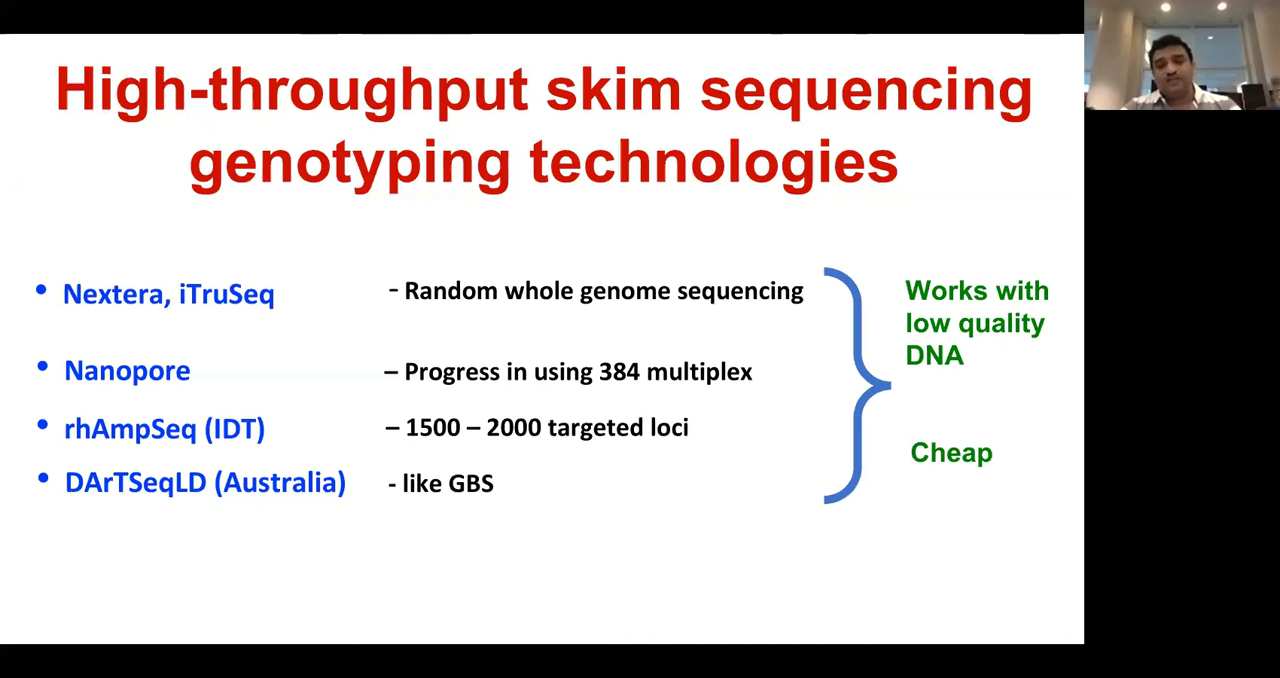 High-throughput skim sequencing
genotyping technologies
• Nextera, iTruSeq - Random whole genome sequencing
• Nanopore – Progress in using 384 multiplex
• rhAmpSeq (IDT) – 1500 – 2000 targeted loci
• DArTSeqLD (Australia) - like GBS
Works with
low quality
DNA
Cheap